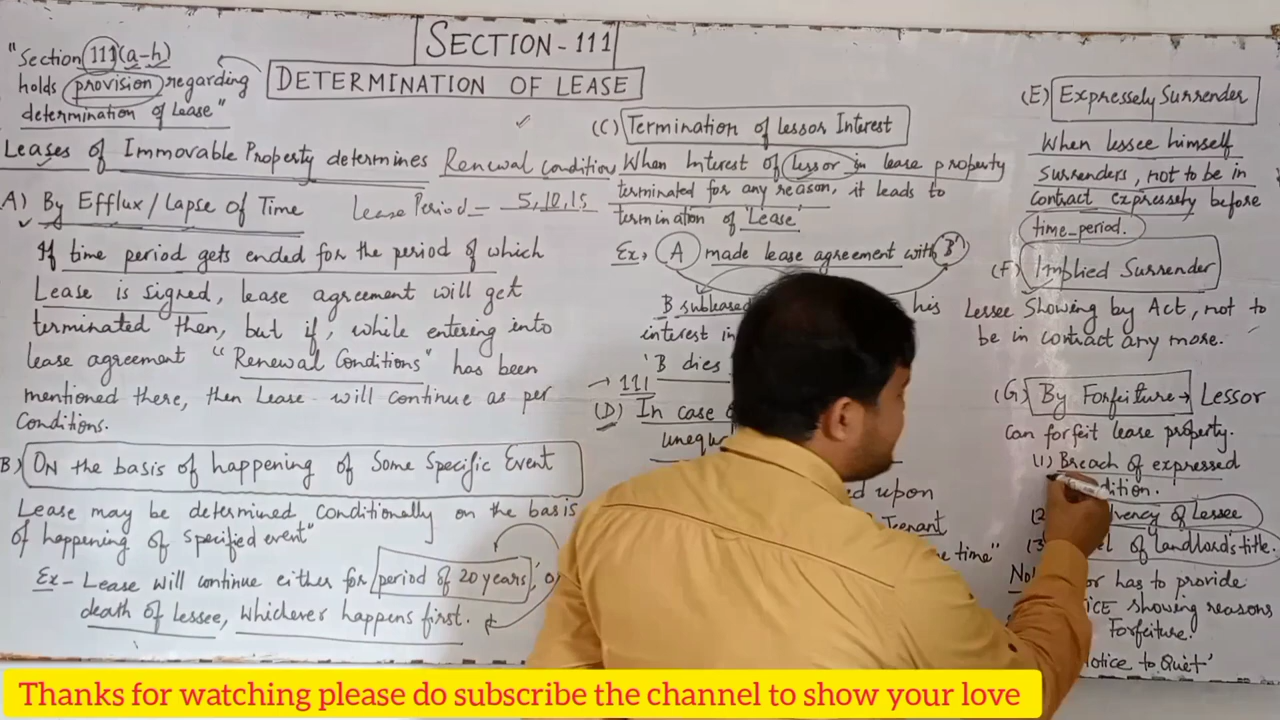 SECTION-111
DETERMINATION OF LEASE
"Section 111 (a-h)
holds provision regarding
determination of Lease"
Leases of Immovable Property determines
A) By Efflux/Lapse of Time
Renewal condition
Lease Period – 5, 10, 15
If time period gets ended for the period of which
Lease is signed, lease agreement will get
terminated then, but if, while entering into
lease agreement "Renewal Conditions" has been
mentioned there, then Lease will continue as per
Conditions.
B) ON the basis of happening of Some Specific Event
Lease may be determined conditionally on the basis
of happening of specified event"
Ex- Lease will continue either for period of 20 years,
death of lessee, whichever happens first.
(C) Termination of lessor Interest
When Interest of lessor in lease property
terminated for any reason, it leads to
termination of 'Lease'
Ex, A made lease agreement with B'
B subleased his
interest in
'B dies
→ 111
(D) In case
upon
time"
(E) Expressely Surrender
When lessee himself
surrenders, not to be in
contract expressely before
time-period.
(F) Implied Surrender
Lessee Showing by Act, not to
be in contract any more.
(G) By Forfeiture → Lessor
can forfeit lease property.
(1) Breach of expressed
of Lessee
of landlord's title.
has to provide
showing reasons
Forfeiture.
Notice to Quit'
Thanks for watching please do subscribe the channel to show your love